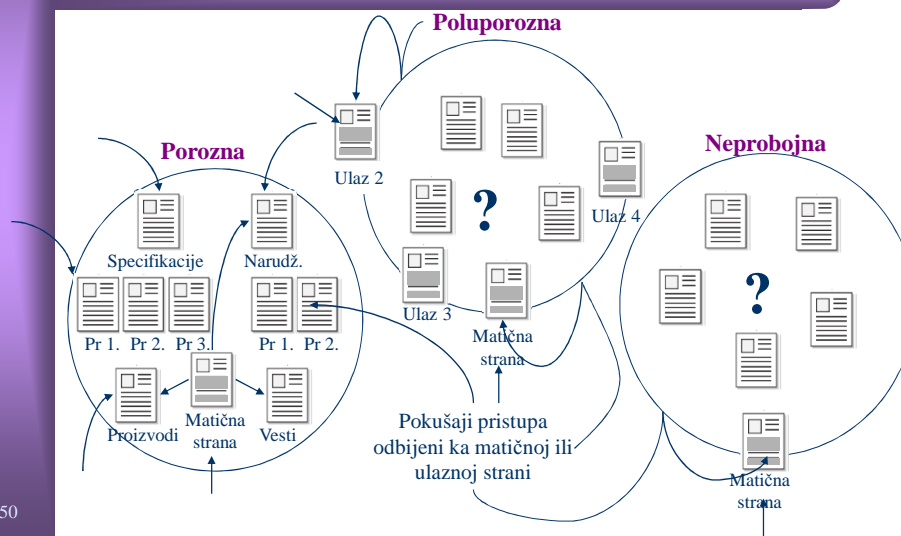 Poluporozna
Porozna
Neprobojna
Ulaz 2
Ulaz 4
?
Specifikacije
Narudž.
Ulaz 3
?
Pr 1.
Pr 2.
Pr 3.
Pr 1.
Pr 2.
Matična
strana
Proizvodi
Matična
strana
Vesti
Pokušaji pristupa
odbijeni ka matičnoj ili
ulaznoj strani
Matična
strana
50